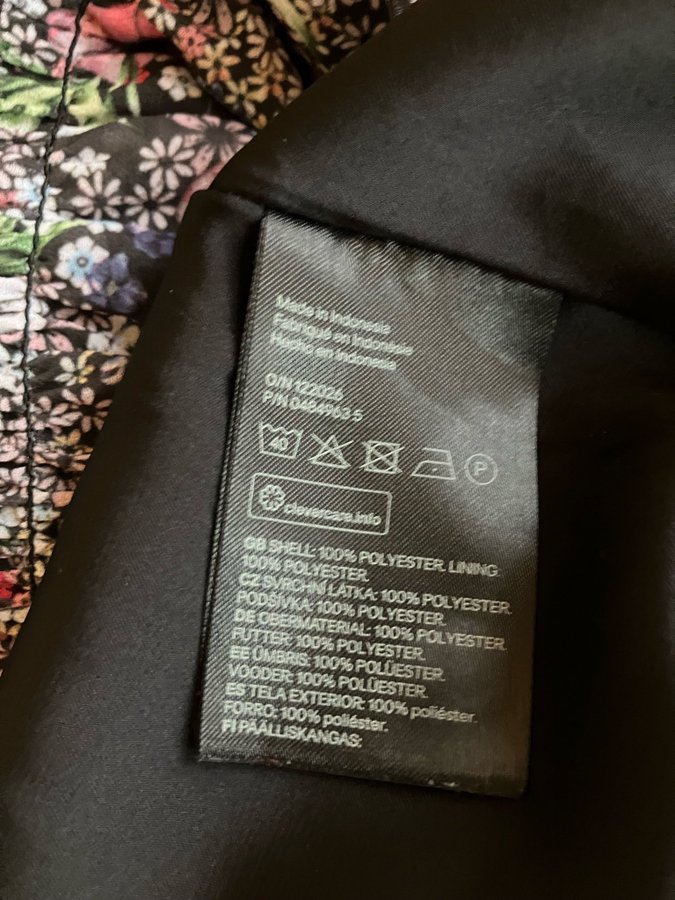 Made in Indonesia
Fabriqué en Indonésie
Hecho en Indonesia
O/N 122026
P/N 0484963 5
40
P
clevercare.info
GB SHELL: 100% POLYESTER. LINING:
100% POLYESTER.
CZ SVRCHNÍ LÁTKA: 100% POLYESTER.
PODŠÍVKA: 100% POLYESTER.
DE OBERMATERIAL: 100% POLYESTER.
FUTTER: 100% POLYESTER.
EE ÜMBRIS: 100% POLÜESTER.
VOODER: 100% POLÜESTER.
ES TELA EXTERIOR: 100% poliéster.
FORRO: 100% poliéster.
FI PÄÄLLISKANGAS: